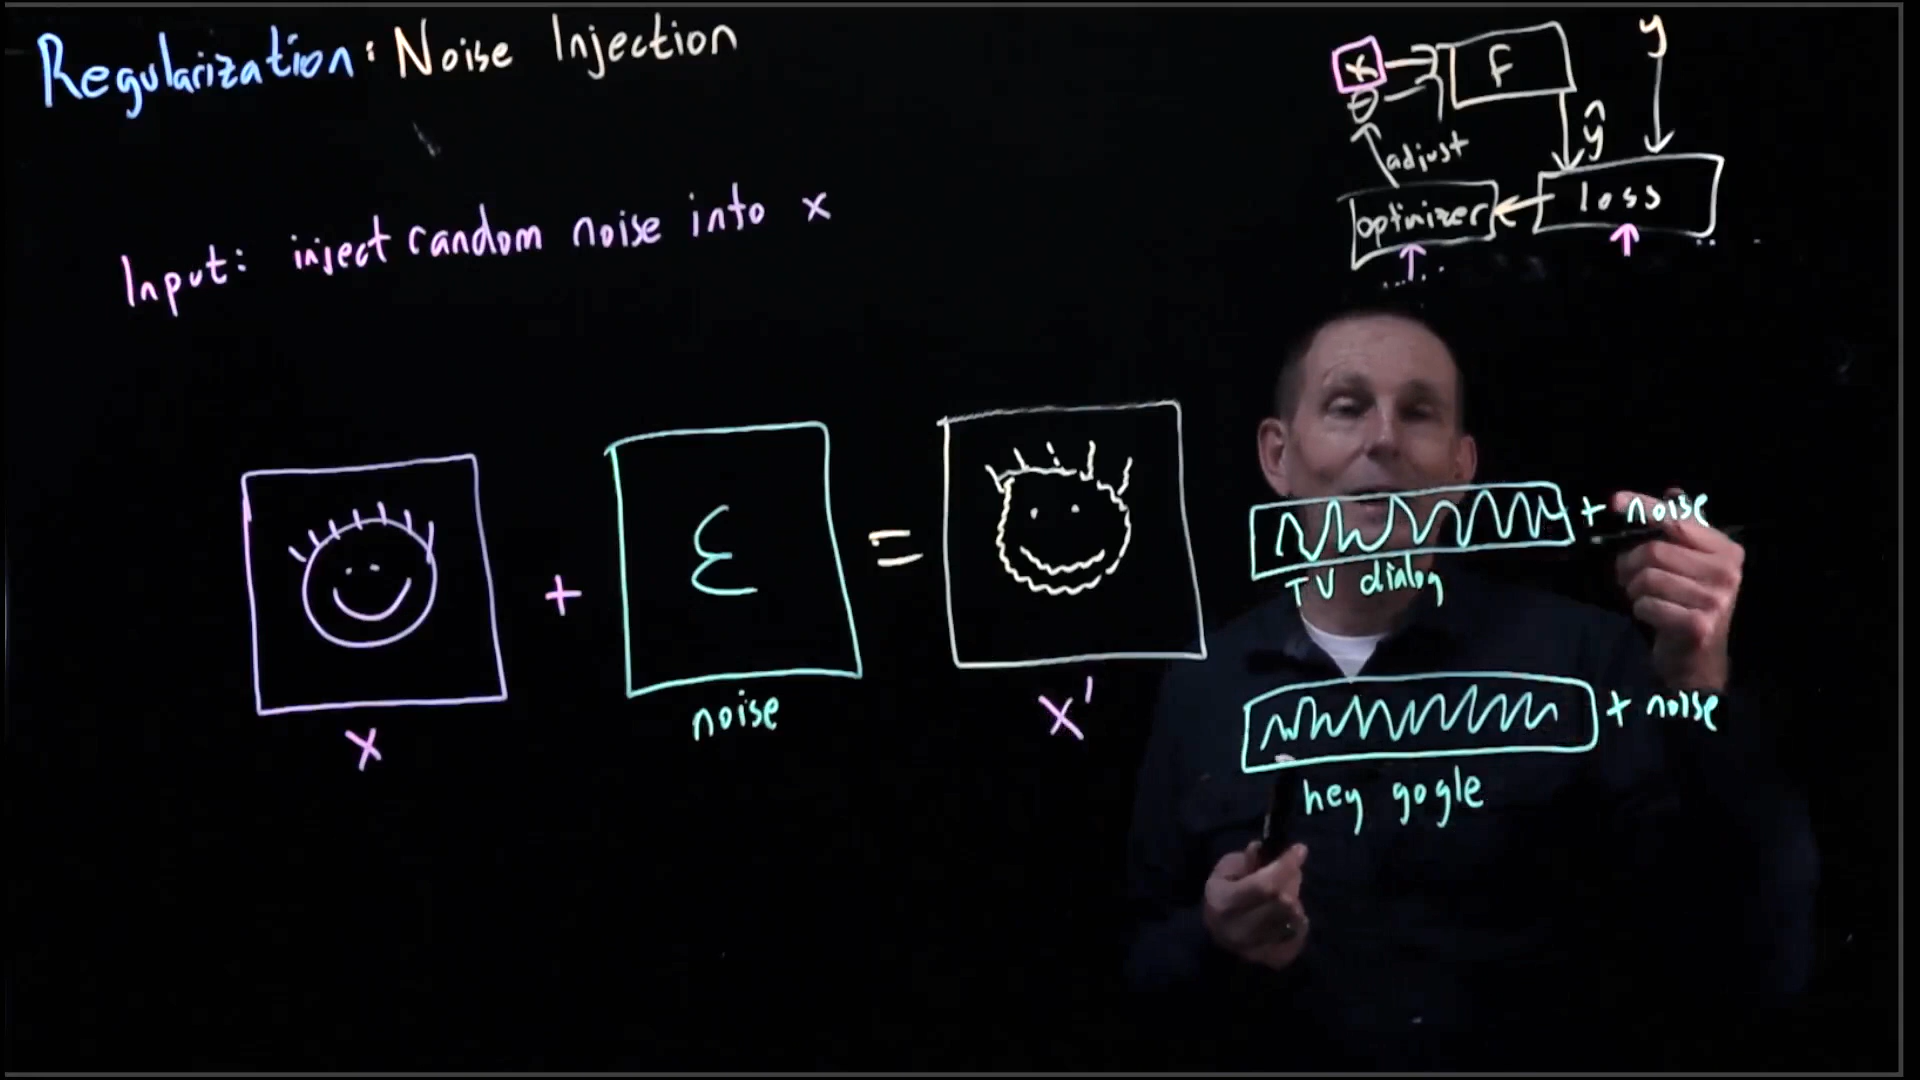 Regularization: Noise Injection
x
F
y
θ
ŷ
adjust
optimizer
loss
Input: inject random noise into x
+
ε
=
+ noise
TV dialog
x
noise
x'
+ noise
hey gogle